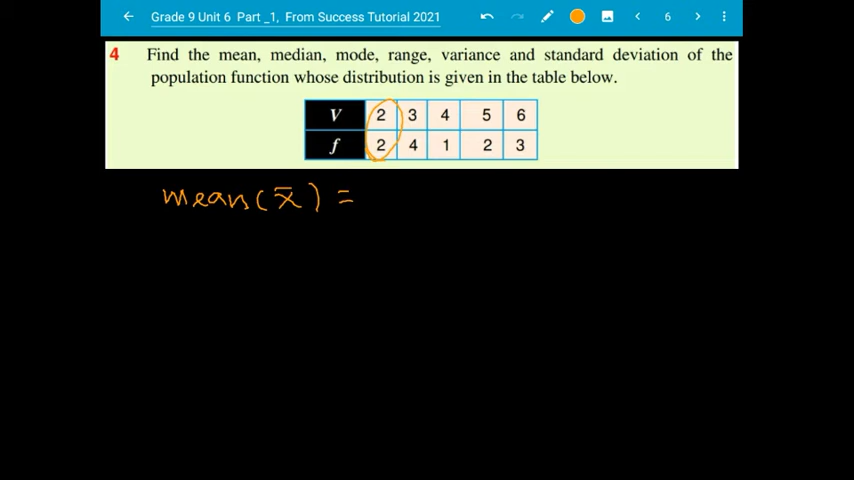 Grade 9 Unit 6 Part _1, From Success Tutorial 2021
6
4 Find the mean, median, mode, range, variance and standard deviation of the
population function whose distribution is given in the table below.
V 2 3 4 5 6
f 2 4 1 2 3
mean(x̄) =